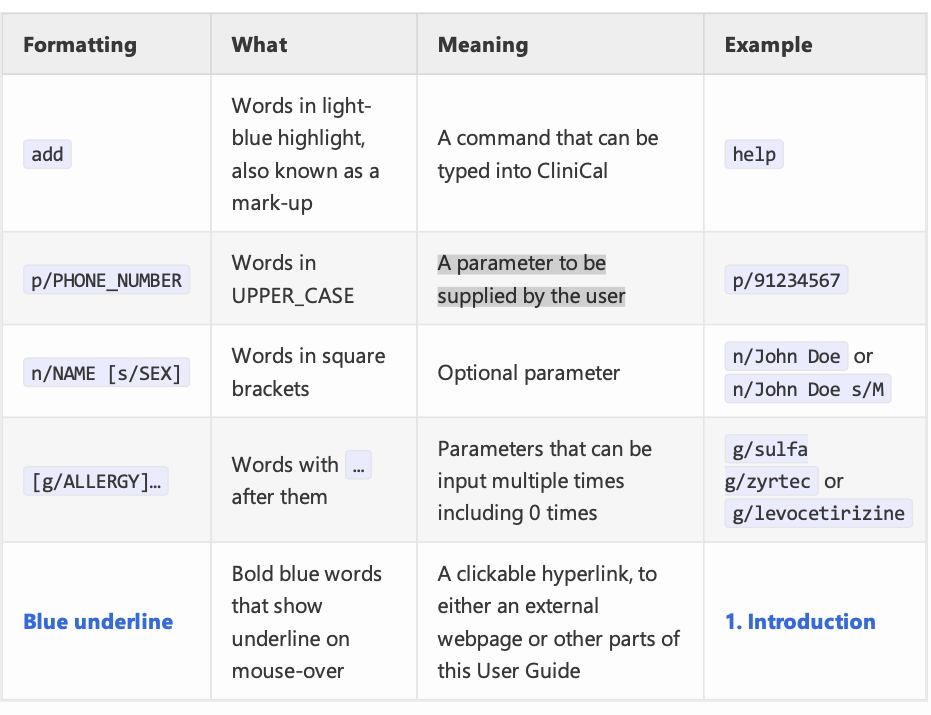 Formatting What Meaning Example
add
Words in light-
blue highlight,
also known as a
mark-up
A command that can be
typed into CliniCal
help
p/PHONE_NUMBER
Words in
UPPER_CASE
A parameter to be
supplied by the user
p/91234567
n/NAME [s/SEX]
Words in square
brackets
Optional parameter
n/John Doe or
n/John Doe s/M
[g/ALLERGY]…
Words with …
after them
Parameters that can be
input multiple times
including 0 times
g/sulfa
g/zyrtec or
g/levocetirizine
Blue underline
Bold blue words
that show
underline on
mouse-over
A clickable hyperlink, to
either an external
webpage or other parts of
this User Guide
1. Introduction